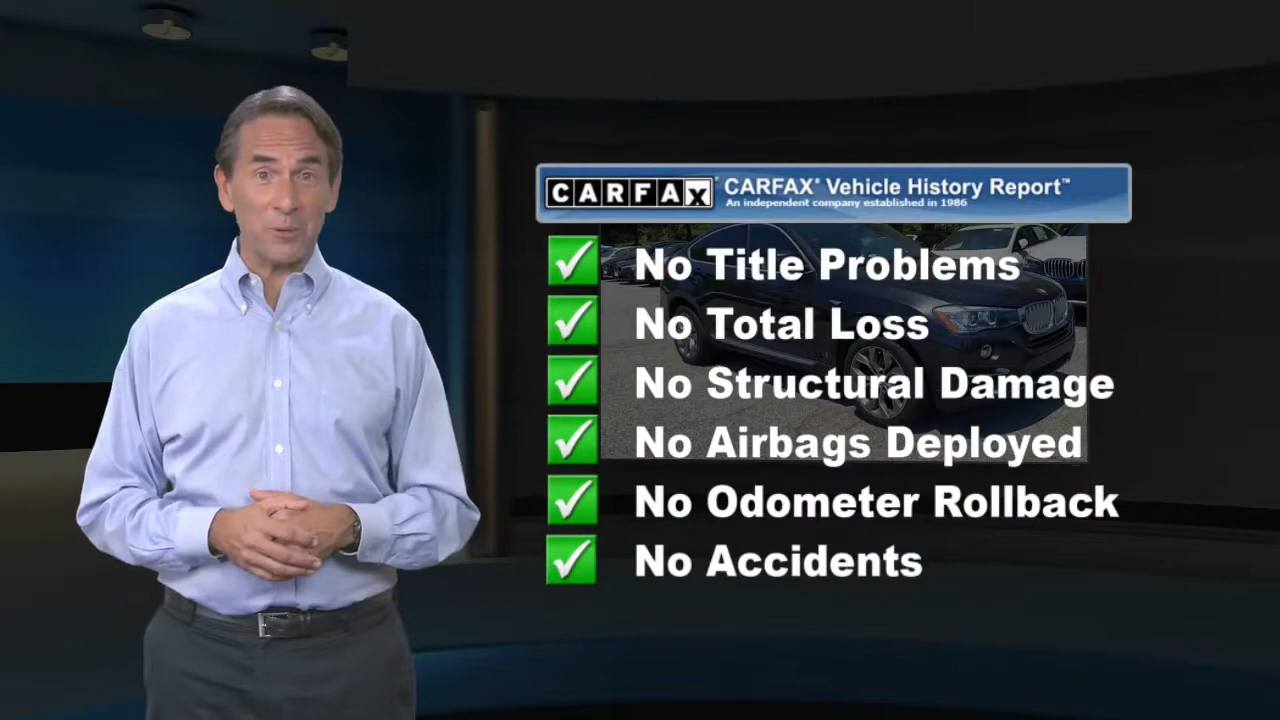 CARFAX
CARFAX® Vehicle History Report™
An independent company established in 1986
No Title Problems
No Total Loss
No Structural Damage
No Airbags Deployed
No Odometer Rollback
No Accidents